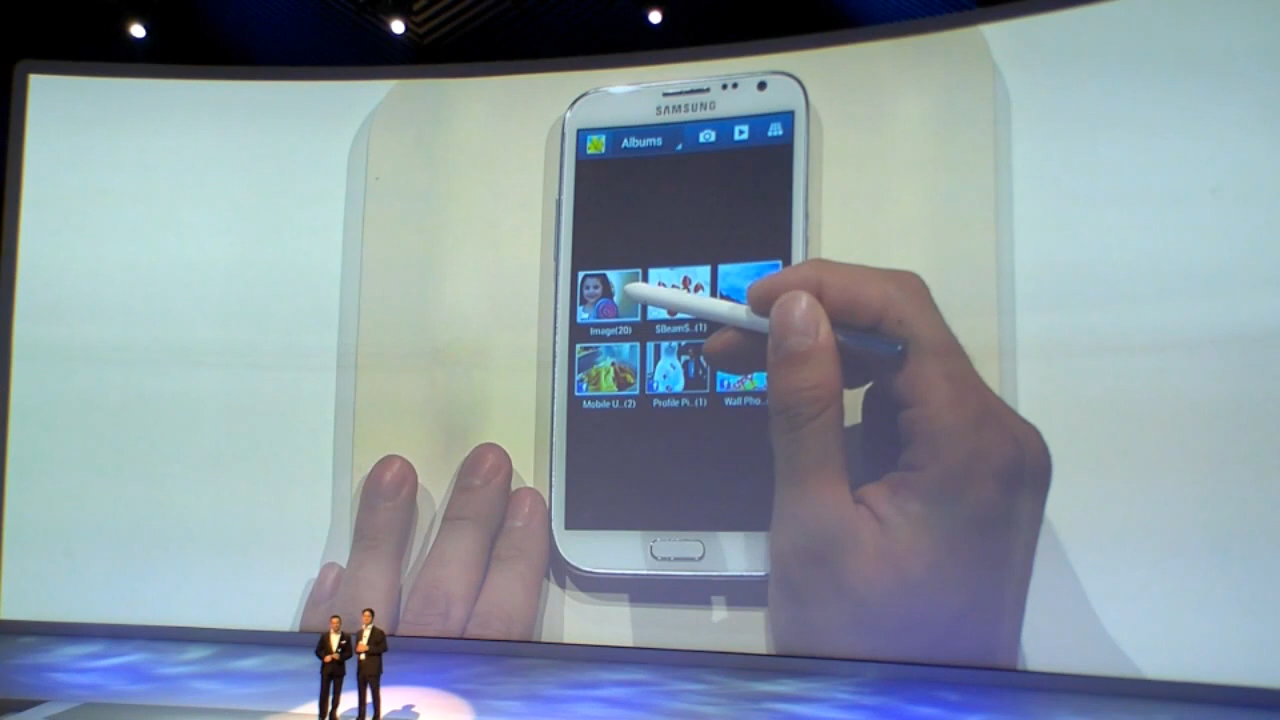 SAMSUNG
Albums
Image(20) SBeamS..(1)
Mobile U..(2) Profile Pi..(1) Wall Pho..